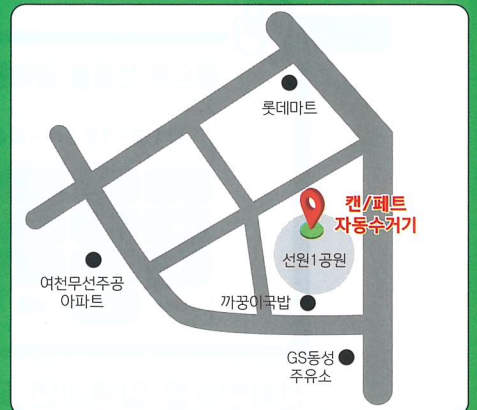 롯데마트
캔/페트
자동수거기
선원1공원
여천무선주공
아파트
까꿍이국밥
GS동성
주유소